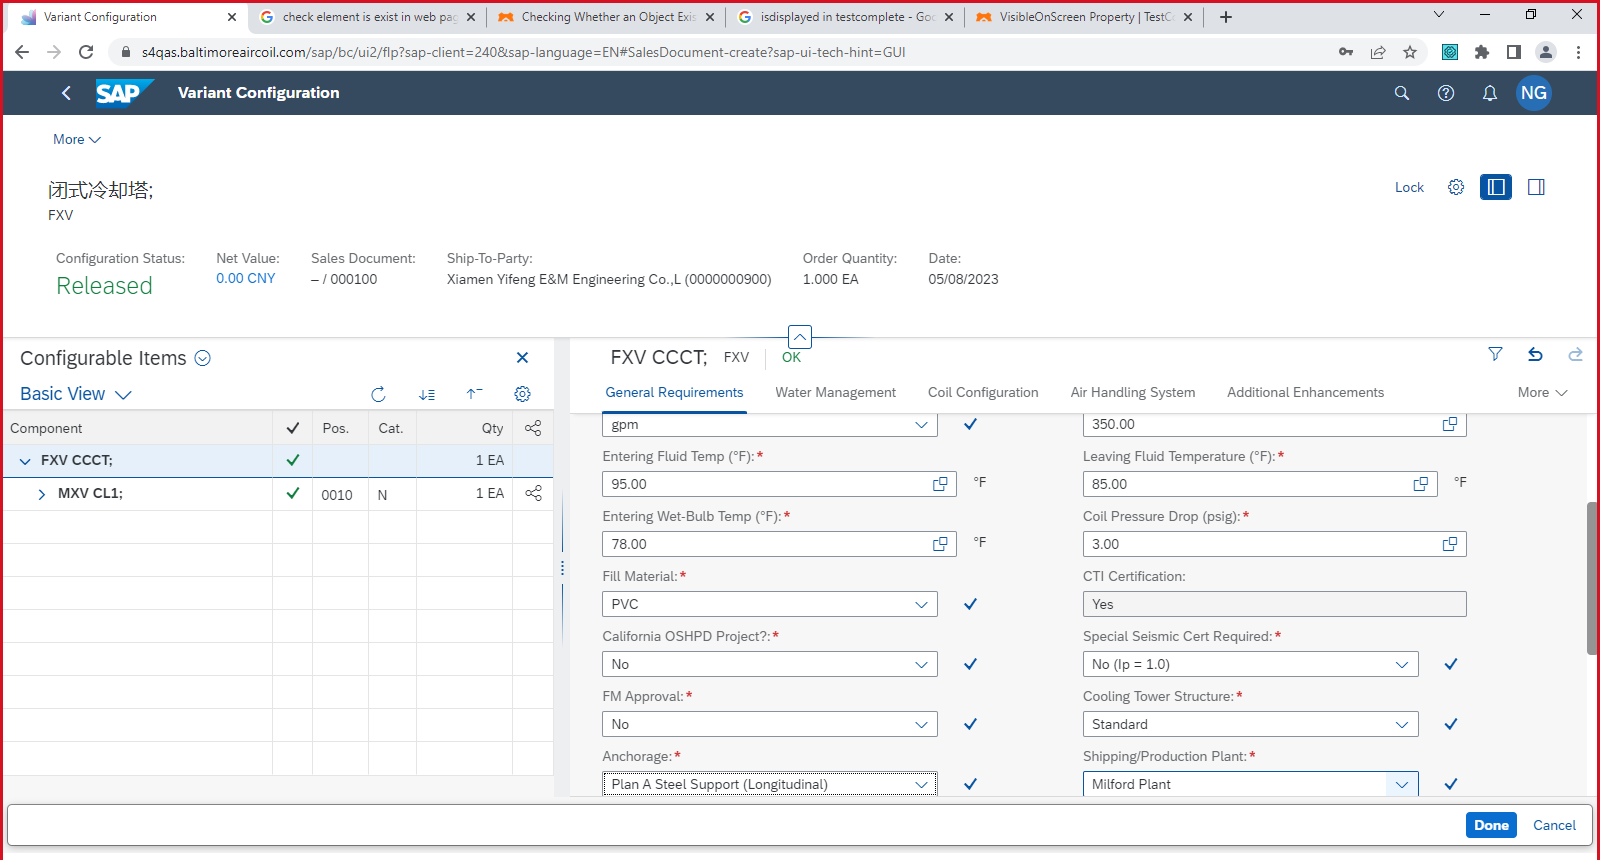 Variant Configuration
check element is exist in web pag
Checking Whether an Object Exis
isdisplayed in testcomplete - Goo
VisibleOnScreen Property | TestCo
s4qas.baltimoreaircoil.com/sap/bc/ui2/flp?sap-client=240&sap-language=EN#SalesDocument-create?sap-ui-tech-hint=GUI
SAP
Variant Configuration
NG
More
闭式冷却塔;
FXV
Lock
Configuration Status:
Released
Net Value:
0.00 CNY
Sales Document:
– / 000100
Ship-To-Party:
Xiamen Yifeng E&M Engineering Co.,L (0000000900)
Order Quantity:
1.000 EA
Date:
05/08/2023
Configurable Items
Basic View
Component Pos. Cat. Qty
FXV CCCT; 1 EA
MXV CL1; 0010 N 1 EA
FXV CCCT; FXV OK
General Requirements Water Management Coil Configuration Air Handling System Additional Enhancements More
gpm
350.00
Entering Fluid Temp (°F):*
95.00 °F
Leaving Fluid Temperature (°F):*
85.00 °F
Entering Wet-Bulb Temp (°F):*
78.00 °F
Coil Pressure Drop (psig):*
3.00
Fill Material:*
PVC
CTI Certification:
Yes
California OSHPD Project?:*
No
Special Seismic Cert Required:*
No (Ip = 1.0)
FM Approval:*
No
Cooling Tower Structure:*
Standard
Anchorage:*
Plan A Steel Support (Longitudinal)
Shipping/Production Plant:*
Milford Plant
Done Cancel